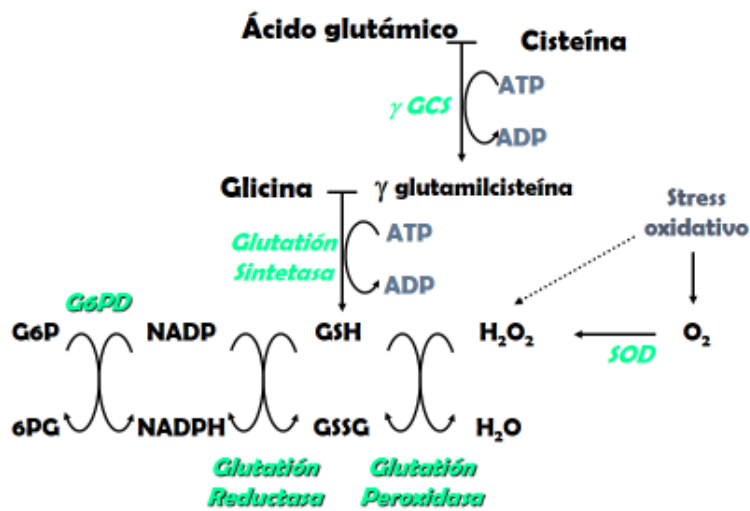 Ácido glutámico
Cisteína
γ GCS
ATP
ADP
Glicina
γ glutamilcisteína
Stress
oxidativo
Glutatión
Sintetasa
ATP
ADP
G6PD
G6P
NADP
GSH
H₂O₂
SOD
O₂
6PG
NADPH
GSSG
H₂O
Glutatión
Reductasa
Glutatión
Peroxidasa